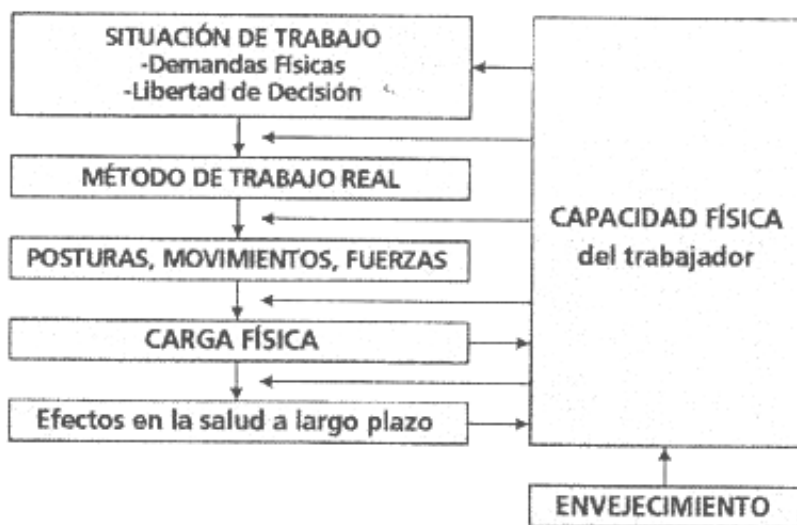 SITUACIÓN DE TRABAJO
-Demandas Físicas
-Libertad de Decisión
MÉTODO DE TRABAJO REAL
POSTURAS, MOVIMIENTOS, FUERZAS
CARGA FÍSICA
Efectos en la salud a largo plazo
CAPACIDAD FÍSICA
del trabajador
ENVEJECIMIENTO